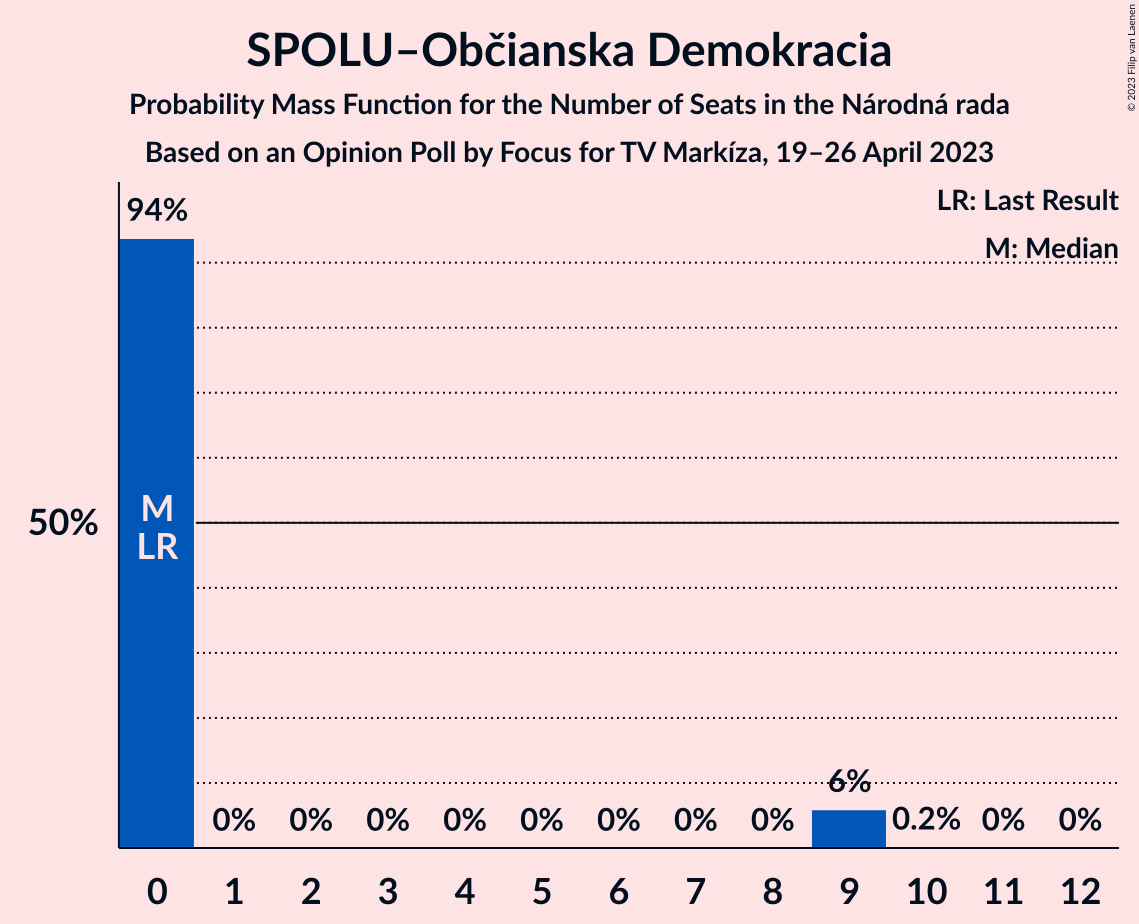 SPOLU–Občianska Demokracia
Probability Mass Function for the Number of Seats in the Národná rada
Based on an Opinion Poll by Focus for TV Markíza, 19–26 April 2023
© 2023 Filip van Laenen
LR: Last Result
M: Median
94%
M
LR
50%
0% 0% 0% 0% 0% 0% 0% 0% 6% 0.2% 0% 0%
0 1 2 3 4 5 6 7 8 9 10 11 12